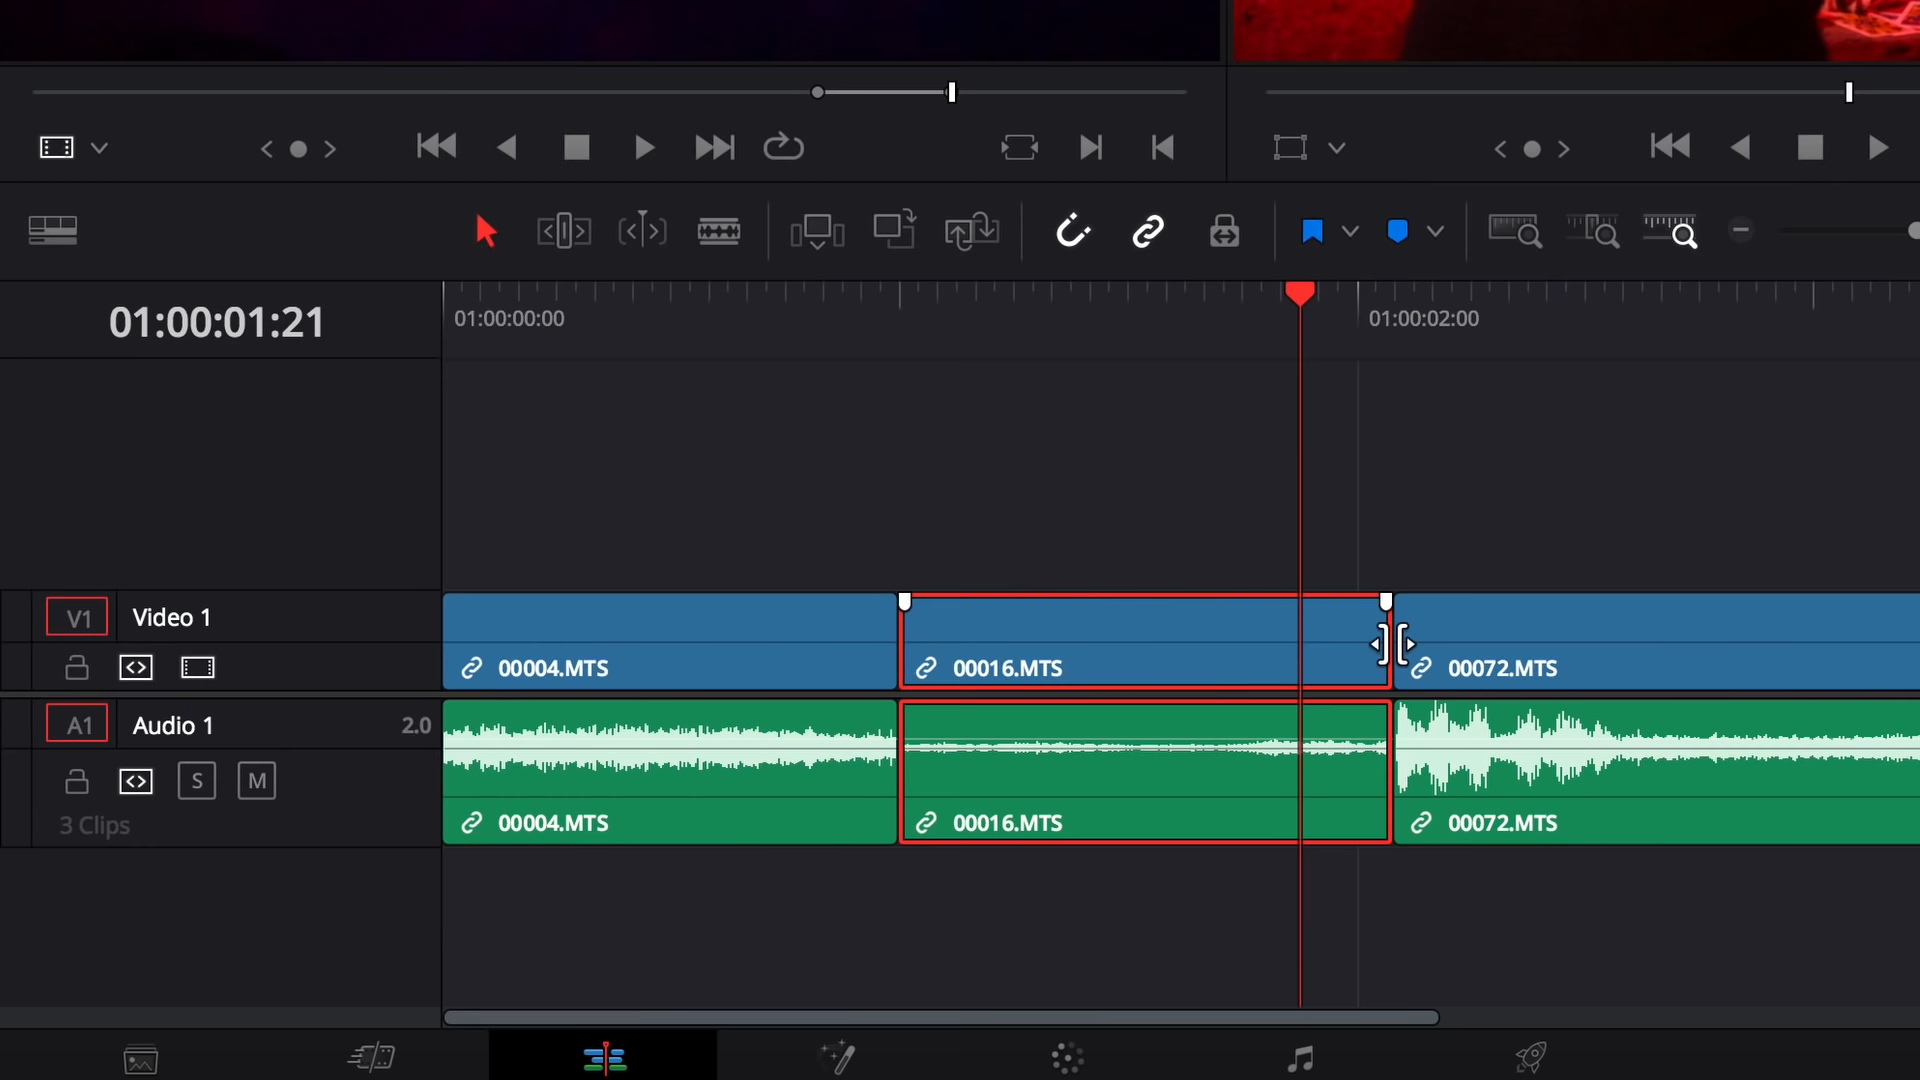 01:00:01:21
01:00:00:00
01:00:02:00
V1 Video 1
00004.MTS 00016.MTS 00072.MTS
A1 Audio 1 2.0
S M
3 Clips
00004.MTS 00016.MTS 00072.MTS